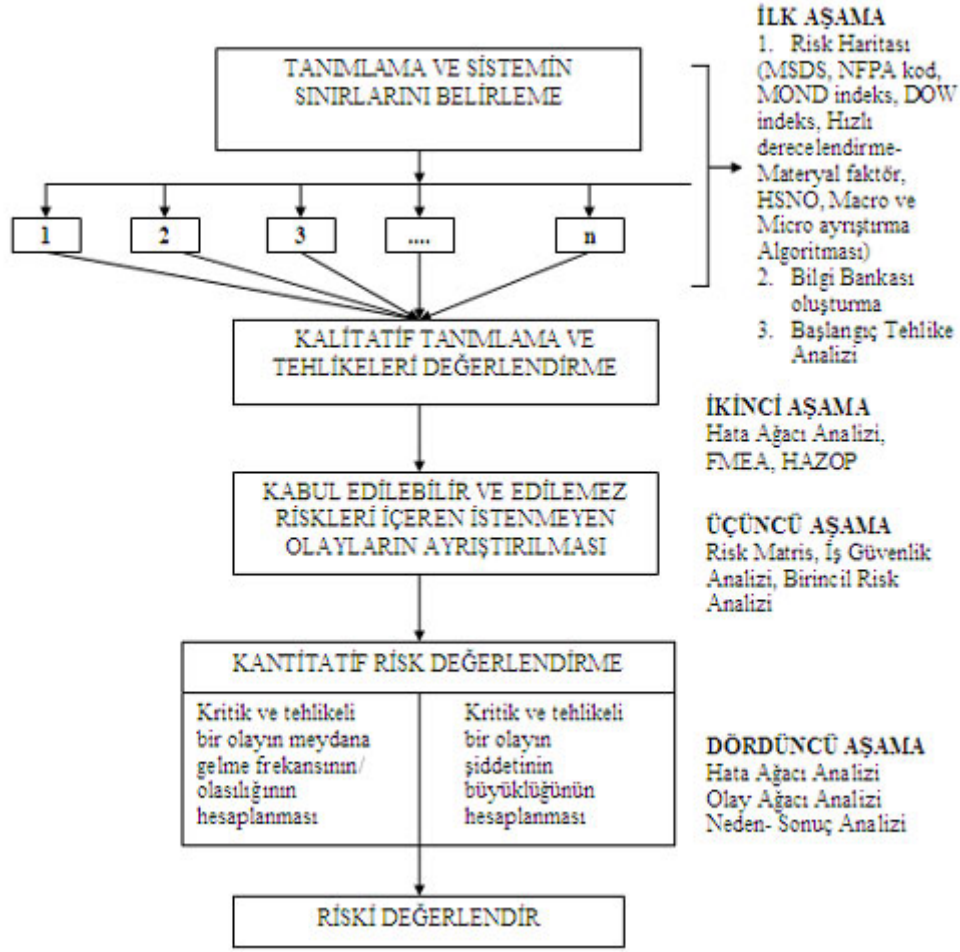 TANIMLAMA VE SİSTEMİN
SINIRLARINI BELİRLEME
1
2
3
....
n
KALİTATİF TANIMLAMA VE
TEHLİKELERİ DEĞERLENDİRME
KABUL EDİLEBİLİR VE EDİLEMEZ
RİSKLERİ İÇEREN İSTENMEYEN
OLAYLARIN AYRIŞTIRILMASI
KANTİTATİF RİSK DEĞERLENDİRME
Kritik ve tehlikeli
bir olayın meydana
gelme frekansının/
olasılığının
hesaplanması
Kritik ve tehlikeli
bir olayın
şiddetinin
büyüklüğünün
hesaplanması
RİSKİ DEĞERLENDİR
İLK AŞAMA
1. Risk Haritası
(MSDS, NFPA kod,
MOND indeks, DOW
indeks, Hızlı
derecelendirme-
Materyal faktör,
HSNO, Macro ve
Micro ayrıştırma
Algoritması)
2. Bilgi Bankası
oluşturma
3. Başlangıç Tehlike
Analizi
İKİNCİ AŞAMA
Hata Ağacı Analizi,
FMEA, HAZOP
ÜÇÜNCÜ AŞAMA
Risk Matris, İş Güvenlik
Analizi, Birincil Risk
Analizi
DÖRDÜNCÜ AŞAMA
Hata Ağacı Analizi
Olay Ağacı Analizi
Neden- Sonuç Analizi